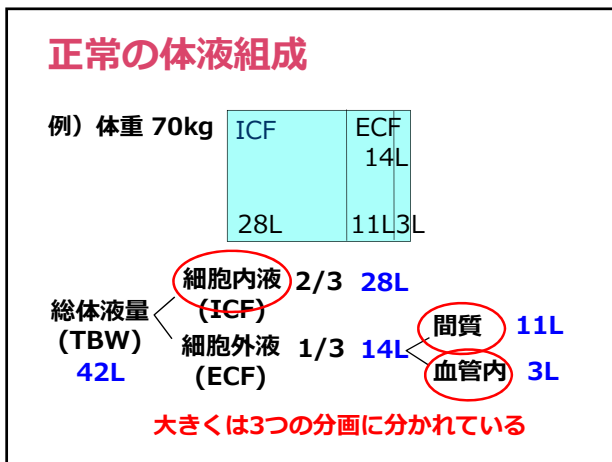 正常の体液組成
例）体重 70kg
ICF
ECF
14L
28L
11L3L
細胞内液 2/3 28L
(ICF)
総体液量
(TBW)
42L
細胞外液 1/3 14L
(ECF)
間質 11L
血管内 3L
大きくは3つの分画に分かれている